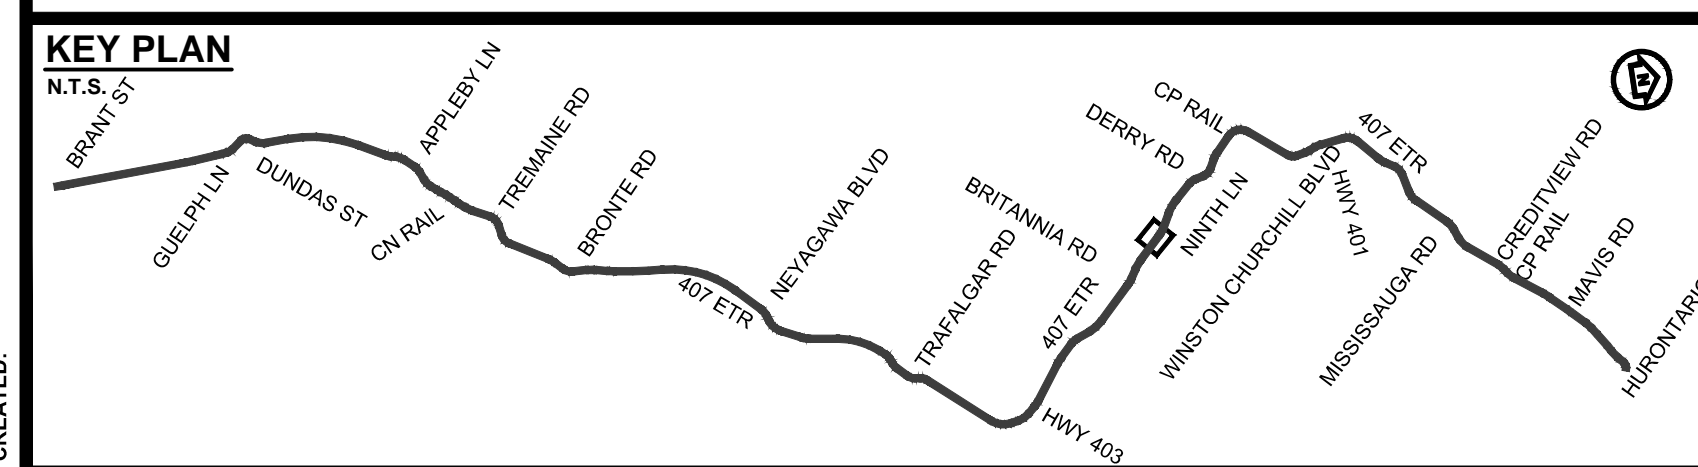 KEY PLAN
N.T.S.
BRANT ST
GUELPH LN
DUNDAS ST
CN RAIL
APPLEBY LN
TREMAINE RD
BRONTE RD
407 ETR
NEYAGAWA BLVD
TRAFALGAR RD
HWY 403
407 ETR
BRITANNIA RD
DERRY RD
CP RAIL
NINTH LN
WINSTON CHURCHILL BLVD
HWY 401
407 ETR
MISSISSAUGA RD
CREDITVIEW RD
CP RAIL
MAVIS RD
N
CREATED: